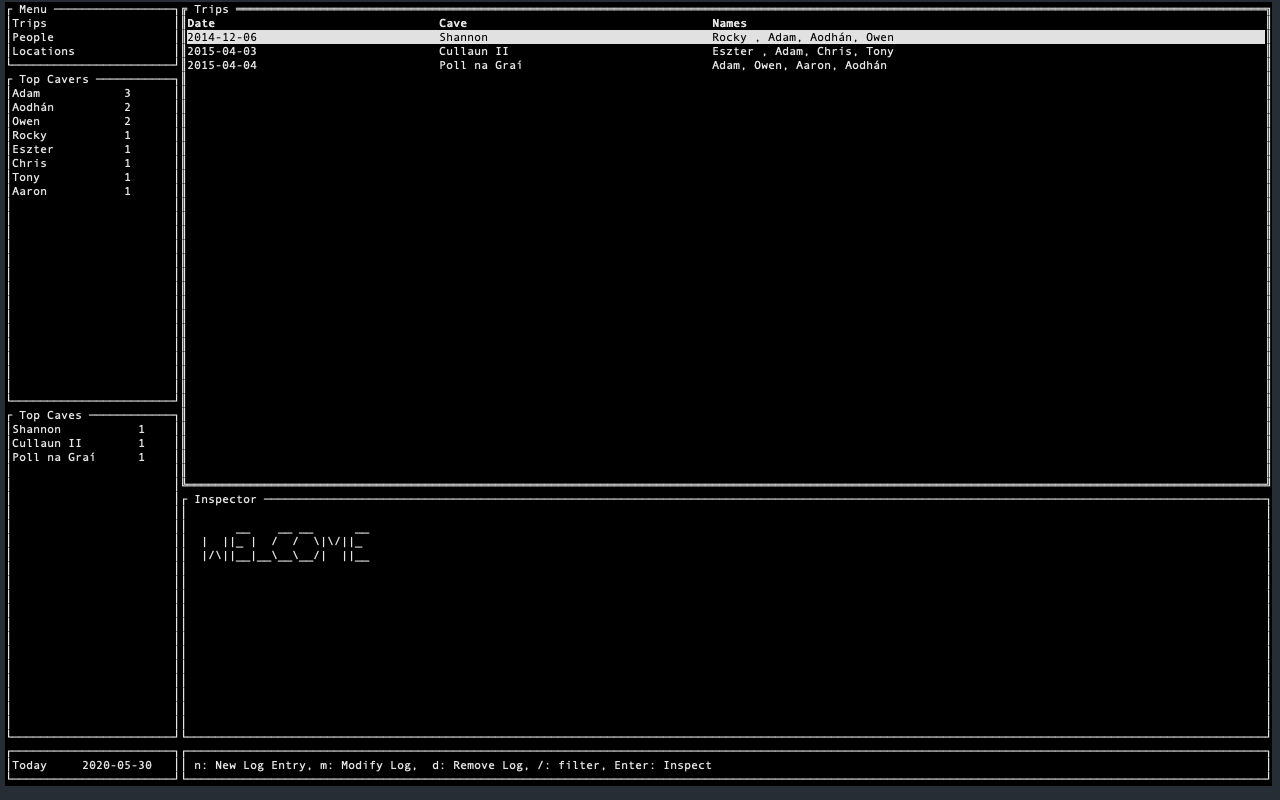 Menu
Trips
People
Locations
Top Cavers
Adam 3
Aodhán 2
Owen 2
Rocky 1
Eszter 1
Chris 1
Tony 1
Aaron 1
Top Caves
Shannon 1
Cullaun II 1
Poll na Graí 1
Today 2020-05-30
Trips
Date Cave Names
2014-12-06 Shannon Rocky , Adam, Aodhán, Owen
2015-04-03 Cullaun II Eszter , Adam, Chris, Tony
2015-04-04 Poll na Graí Adam, Owen, Aaron, Aodhán
Inspector
WELCOME
n: New Log Entry, m: Modify Log, d: Remove Log, /: filter, Enter: Inspect